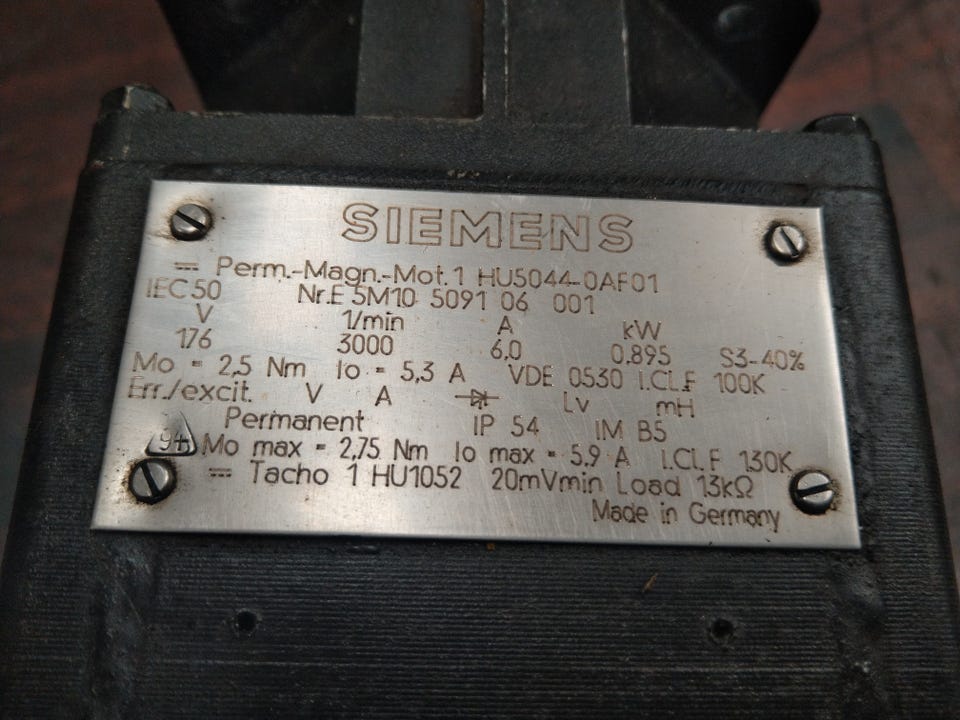 SIEMENS
⎓ Perm.-Magn.-Mot. 1 HU5044-0AF01
IEC 50 Nr.E 5M10 5091 06 001
V 1/min A kW
176 3000 6,0 0.895 S3-40%
Mo = 2,5 Nm Io = 5,3 A VDE 0530 I.Cl.F 100K
Err./excit. V A Lv mH
Permanent IP 54 IM B5
9+ Mo max = 2,75 Nm Io max = 5.9 A I.Cl. F 130K
⎓ Tacho 1 HU1052 20mVmin Load 13kΩ
Made in Germany